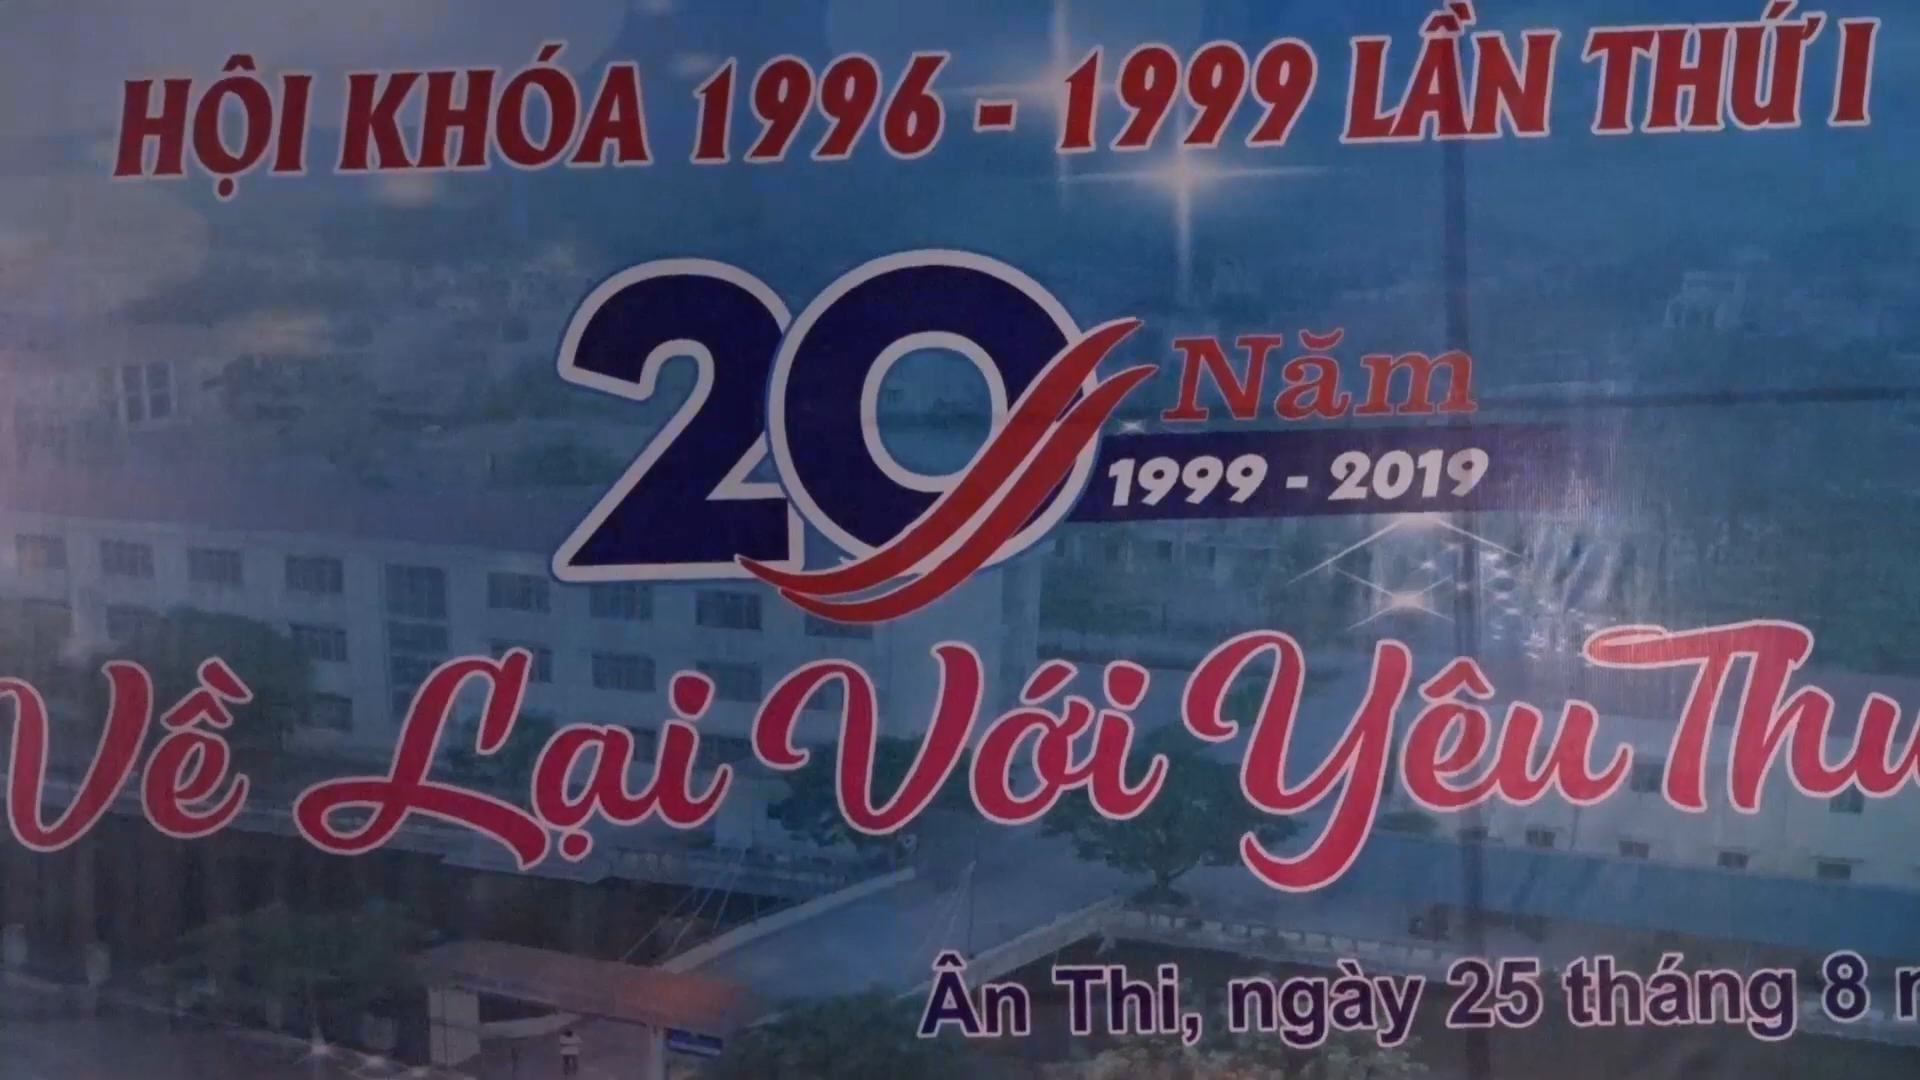 HỘI KHÓA 1996 - 1999 LẦN THỨ I
20 Năm
1999 - 2019
Về Lại Với Yêu
Ân Thi, ngày 25 tháng 8